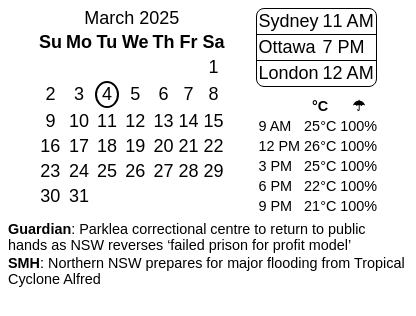 March 2025
Su Mo Tu We Th Fr Sa
1
2 3 4 5 6 7 8
9 10 11 12 13 14 15
16 17 18 19 20 21 22
23 24 25 26 27 28 29
30 31
Sydney 11 AM
Ottawa 7 PM
London 12 AM
°C ☂
9 AM 25°C 100%
12 PM 26°C 100%
3 PM 25°C 100%
6 PM 22°C 100%
9 PM 21°C 100%
Guardian: Parklea correctional centre to return to public
hands as NSW reverses ‘failed prison for profit model’
SMH: Northern NSW prepares for major flooding from Tropical
Cyclone Alfred